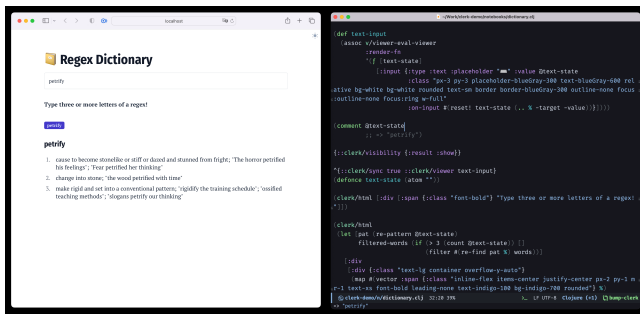 localhost
📒 Regex Dictionary
petrify
Type three or more letters of a regex!
petrify
petrify
1. cause to become stonelike or stiff or dazed and stunned from fright; "The horror petrified
his feelings"; "Fear petrified her thinking"
2. change into stone; "the wood petrified with time"
3. make rigid and set into a conventional pattern; "rigidify the training schedule"; "ossified
teaching methods"; "slogans petrify our thinking"
~/Work/clerk-demo/notebooks/dictionary.clj
(def text-input
(assoc v/viewer-eval-viewer
:render-fn
'(ƒ [text-state]
[:input {:type :text :placeholder "⌨️" :value @text-state
:class "px-3 py-3 placeholder-blueGray-300 text-blueGray-600 rel
ative bg-white bg-white rounded text-sm border border-blueGray-300 outline-none focus
:outline-none focus:ring w-full"
:on-input #(reset! text-state (.. % -target -value))}])))
(comment @text-state
;; => "petrify")
{::clerk/visibility {:result :show}}
^{::clerk/sync true ::clerk/viewer text-input}
(defonce text-state (atom ""))
(clerk/html [:div [:span {:class "font-bold"} "Type three or more letters of a regex!
"]])
(clerk/html
(let [pat (re-pattern @text-state)
filtered-words (if (> 3 (count @text-state)) []
(filter #(re-find pat %) words))]
[:div
[:div {:class "text-lg container overflow-y-auto"}
(map #(vector :span {:class "inline-flex items-center justify-center px-2 py-1 m
r-1 text-xs font-bold leading-none text-indigo-100 bg-indigo-700 rounded"} %)
clerk-demo/n/dictionary.clj 32:20 39% LF UTF-8 Clojure (+1) bump-clerk
=> "petrify"